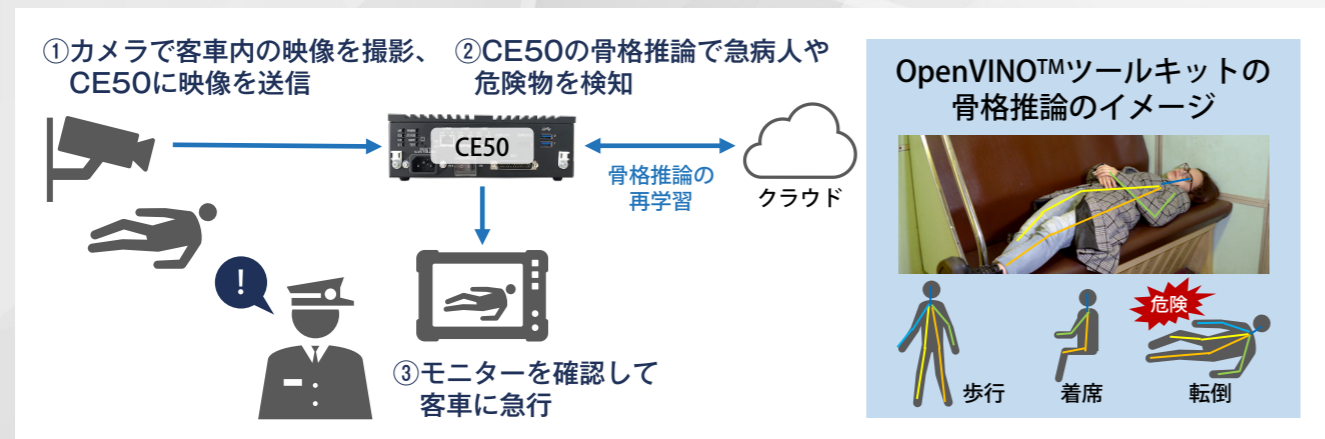 ①カメラで客車内の映像を撮影、
CE50に映像を送信
②CE50の骨格推論で急病人や
危険物を検知
CE50
骨格推論の
再学習
クラウド
!
③モニターを確認して
客車に急行
OpenVINO™ツールキットの
骨格推論のイメージ
危険
歩行
着席
転倒